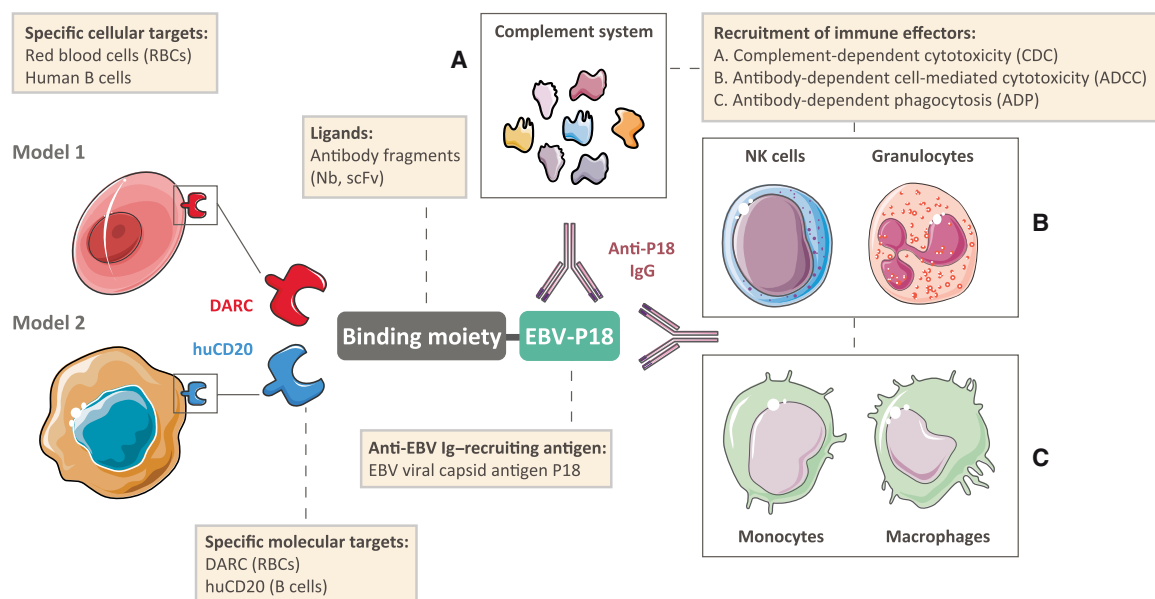 Specific cellular targets:
Red blood cells (RBCs)
Human B cells
Model 1
DARC
Model 2
huCD20
Specific molecular targets:
DARC (RBCs)
huCD20 (B cells)
Ligands:
Antibody fragments
(Nb, scFv)
Binding moiety
EBV-P18
Anti-P18
IgG
Anti-EBV Ig–recruiting antigen:
EBV viral capsid antigen P18
A
Complement system
Recruitment of immune effectors:
A. Complement-dependent cytotoxicity (CDC)
B. Antibody-dependent cell-mediated cytotoxicity (ADCC)
C. Antibody-dependent phagocytosis (ADP)
NK cells
Granulocytes
B
C
Monocytes
Macrophages